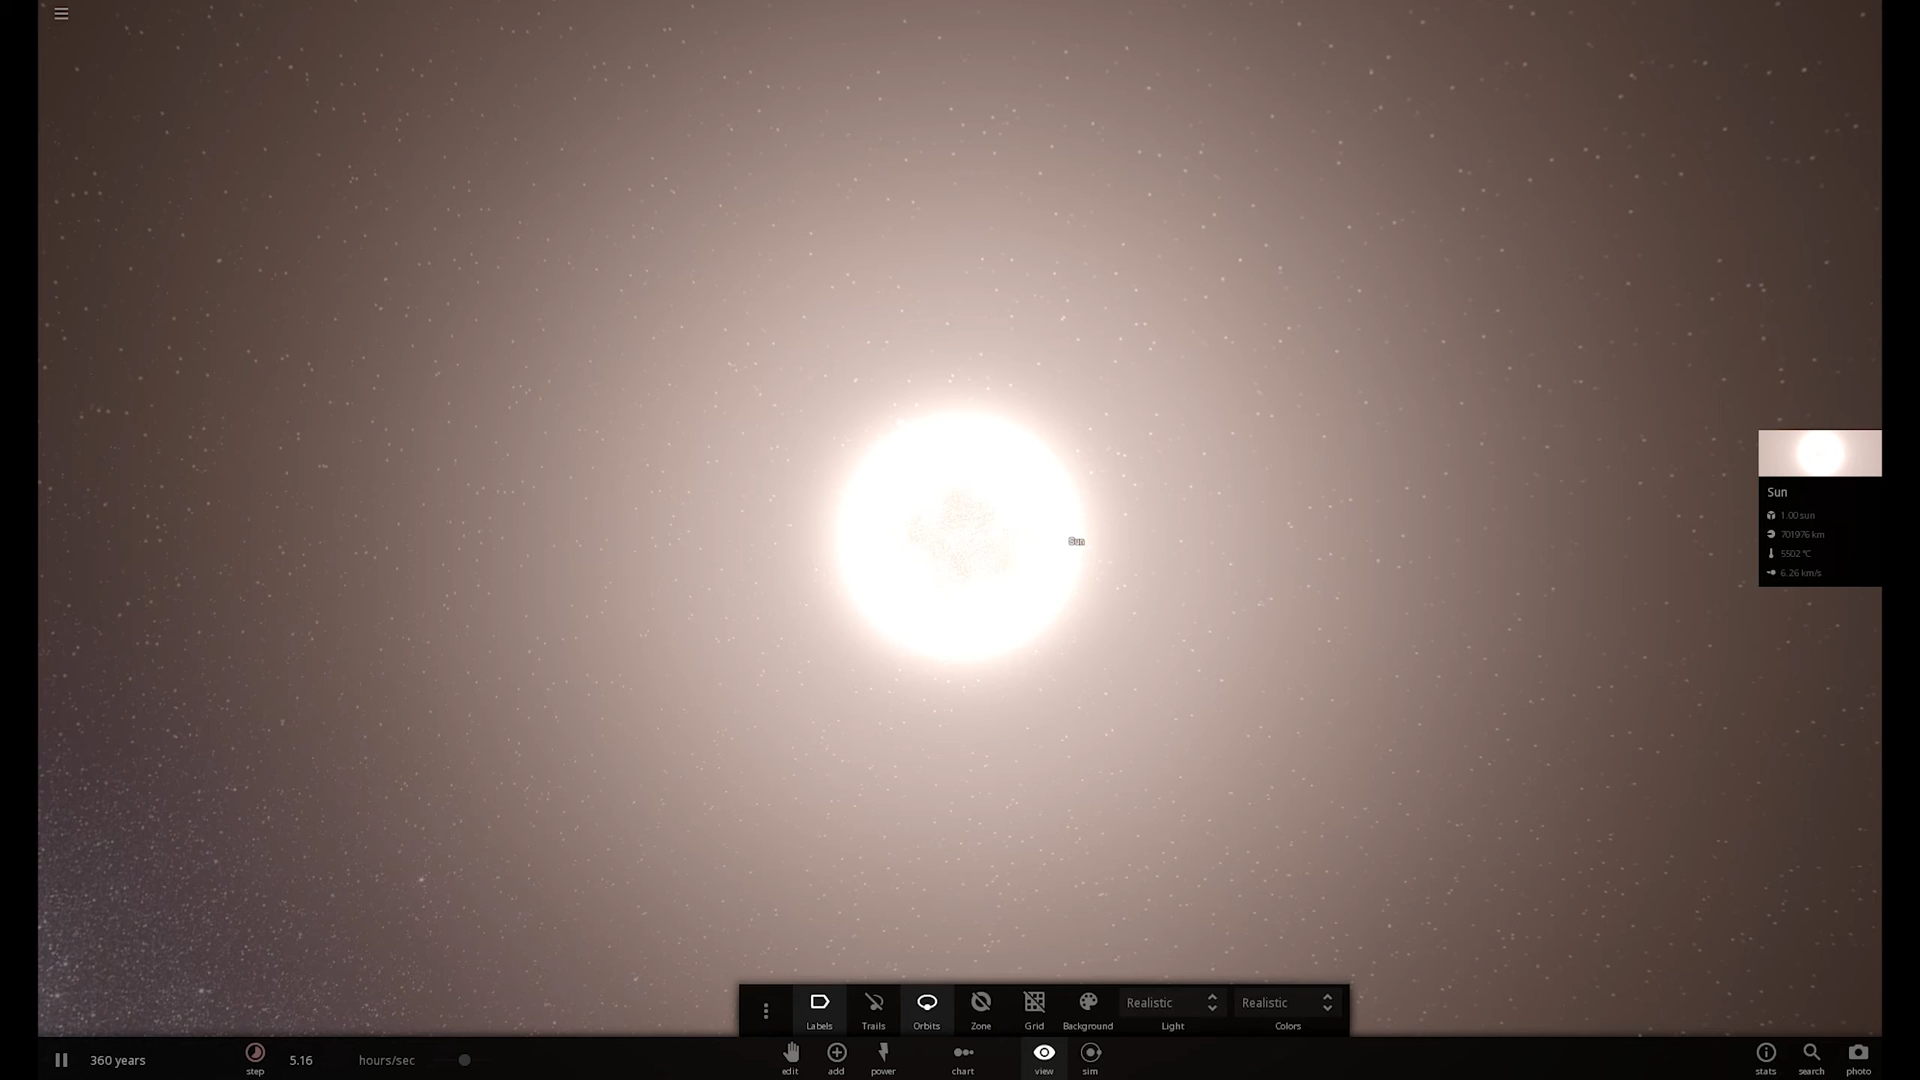 Sun
Sun
1.00 sun
701976 km
5502 °C
6.26 km/s
Realistic
Realistic
Labels
Trails
Orbits
Zone
Grid
Background
Light
Colors
360 years
step
5.16
hours/sec
edit
add
power
chart
view
sim
stats
search
photo